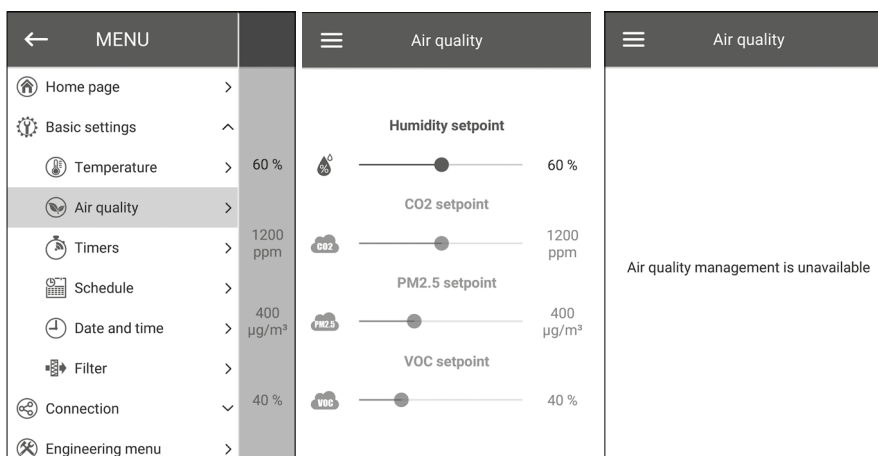 MENU
Home page
Basic settings
Temperature
Air quality
Timers
Schedule
Date and time
Filter
Connection
Engineering menu
60 %
1200
ppm
400
µg/m³
40 %
Air quality
Humidity setpoint
%
60 %
CO2 setpoint
CO2
1200
ppm
PM2.5 setpoint
PM2.5
400
µg/m³
VOC setpoint
VOC
40 %
Air quality
Air quality management is unavailable